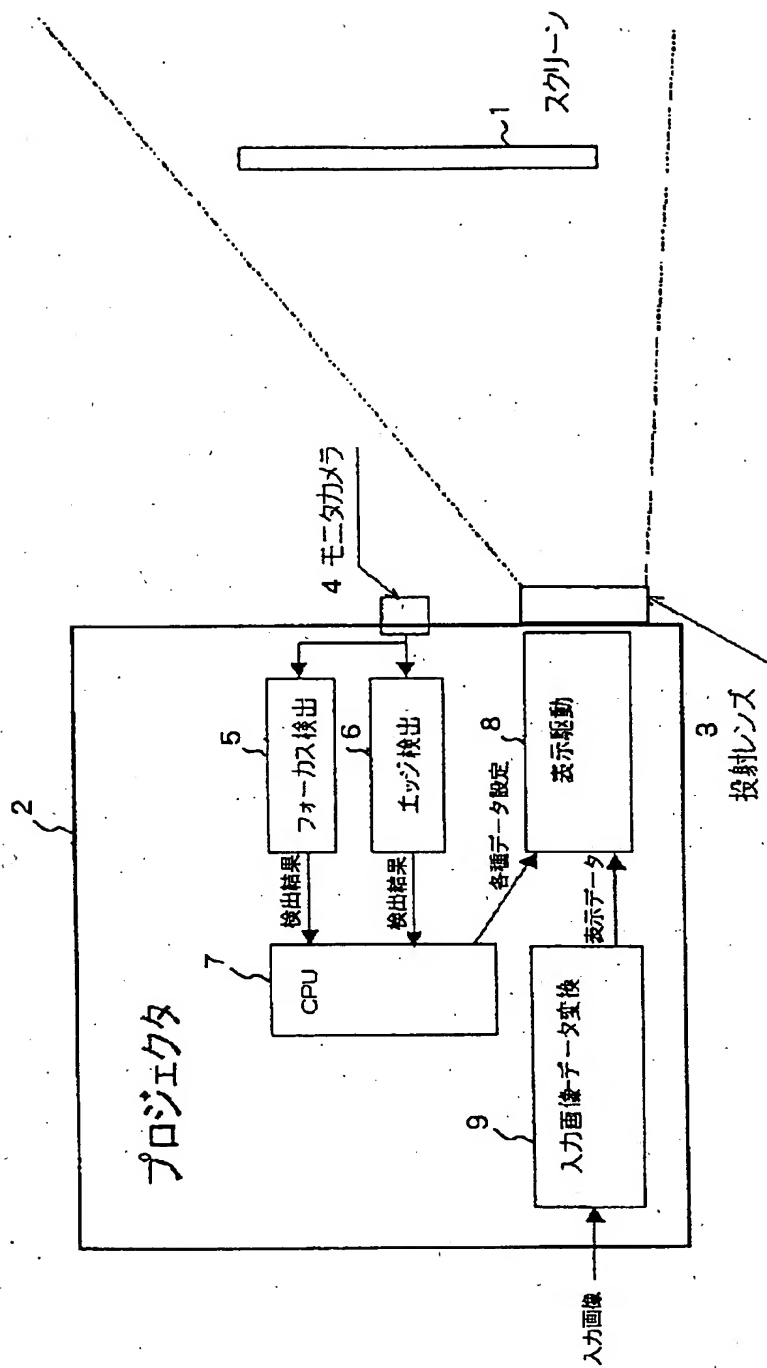 2
プロジェクタ
7
CPU
検出結果
検出結果
5
フォーカス検出
6
エッジ検出
4 モニタカメラ
1
スクリーン
入力画像
9
入力画像データ変換
表示データ
各種データ設定
8
表示駆動
3
投射レンズ